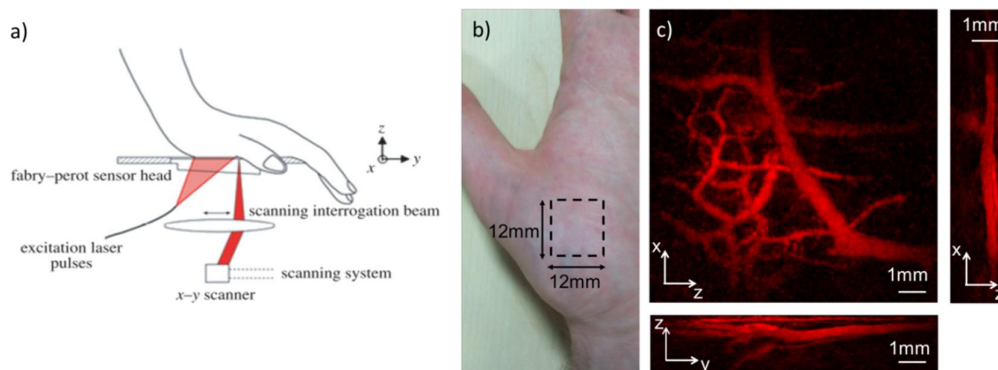 a)
z
y
x
fabry–perot sensor head
scanning interrogation beam
excitation laser
pulses
scanning system
x–y scanner
b)
12mm
12mm
c)
x
z
1mm
1mm
x
z
z
y
1mm